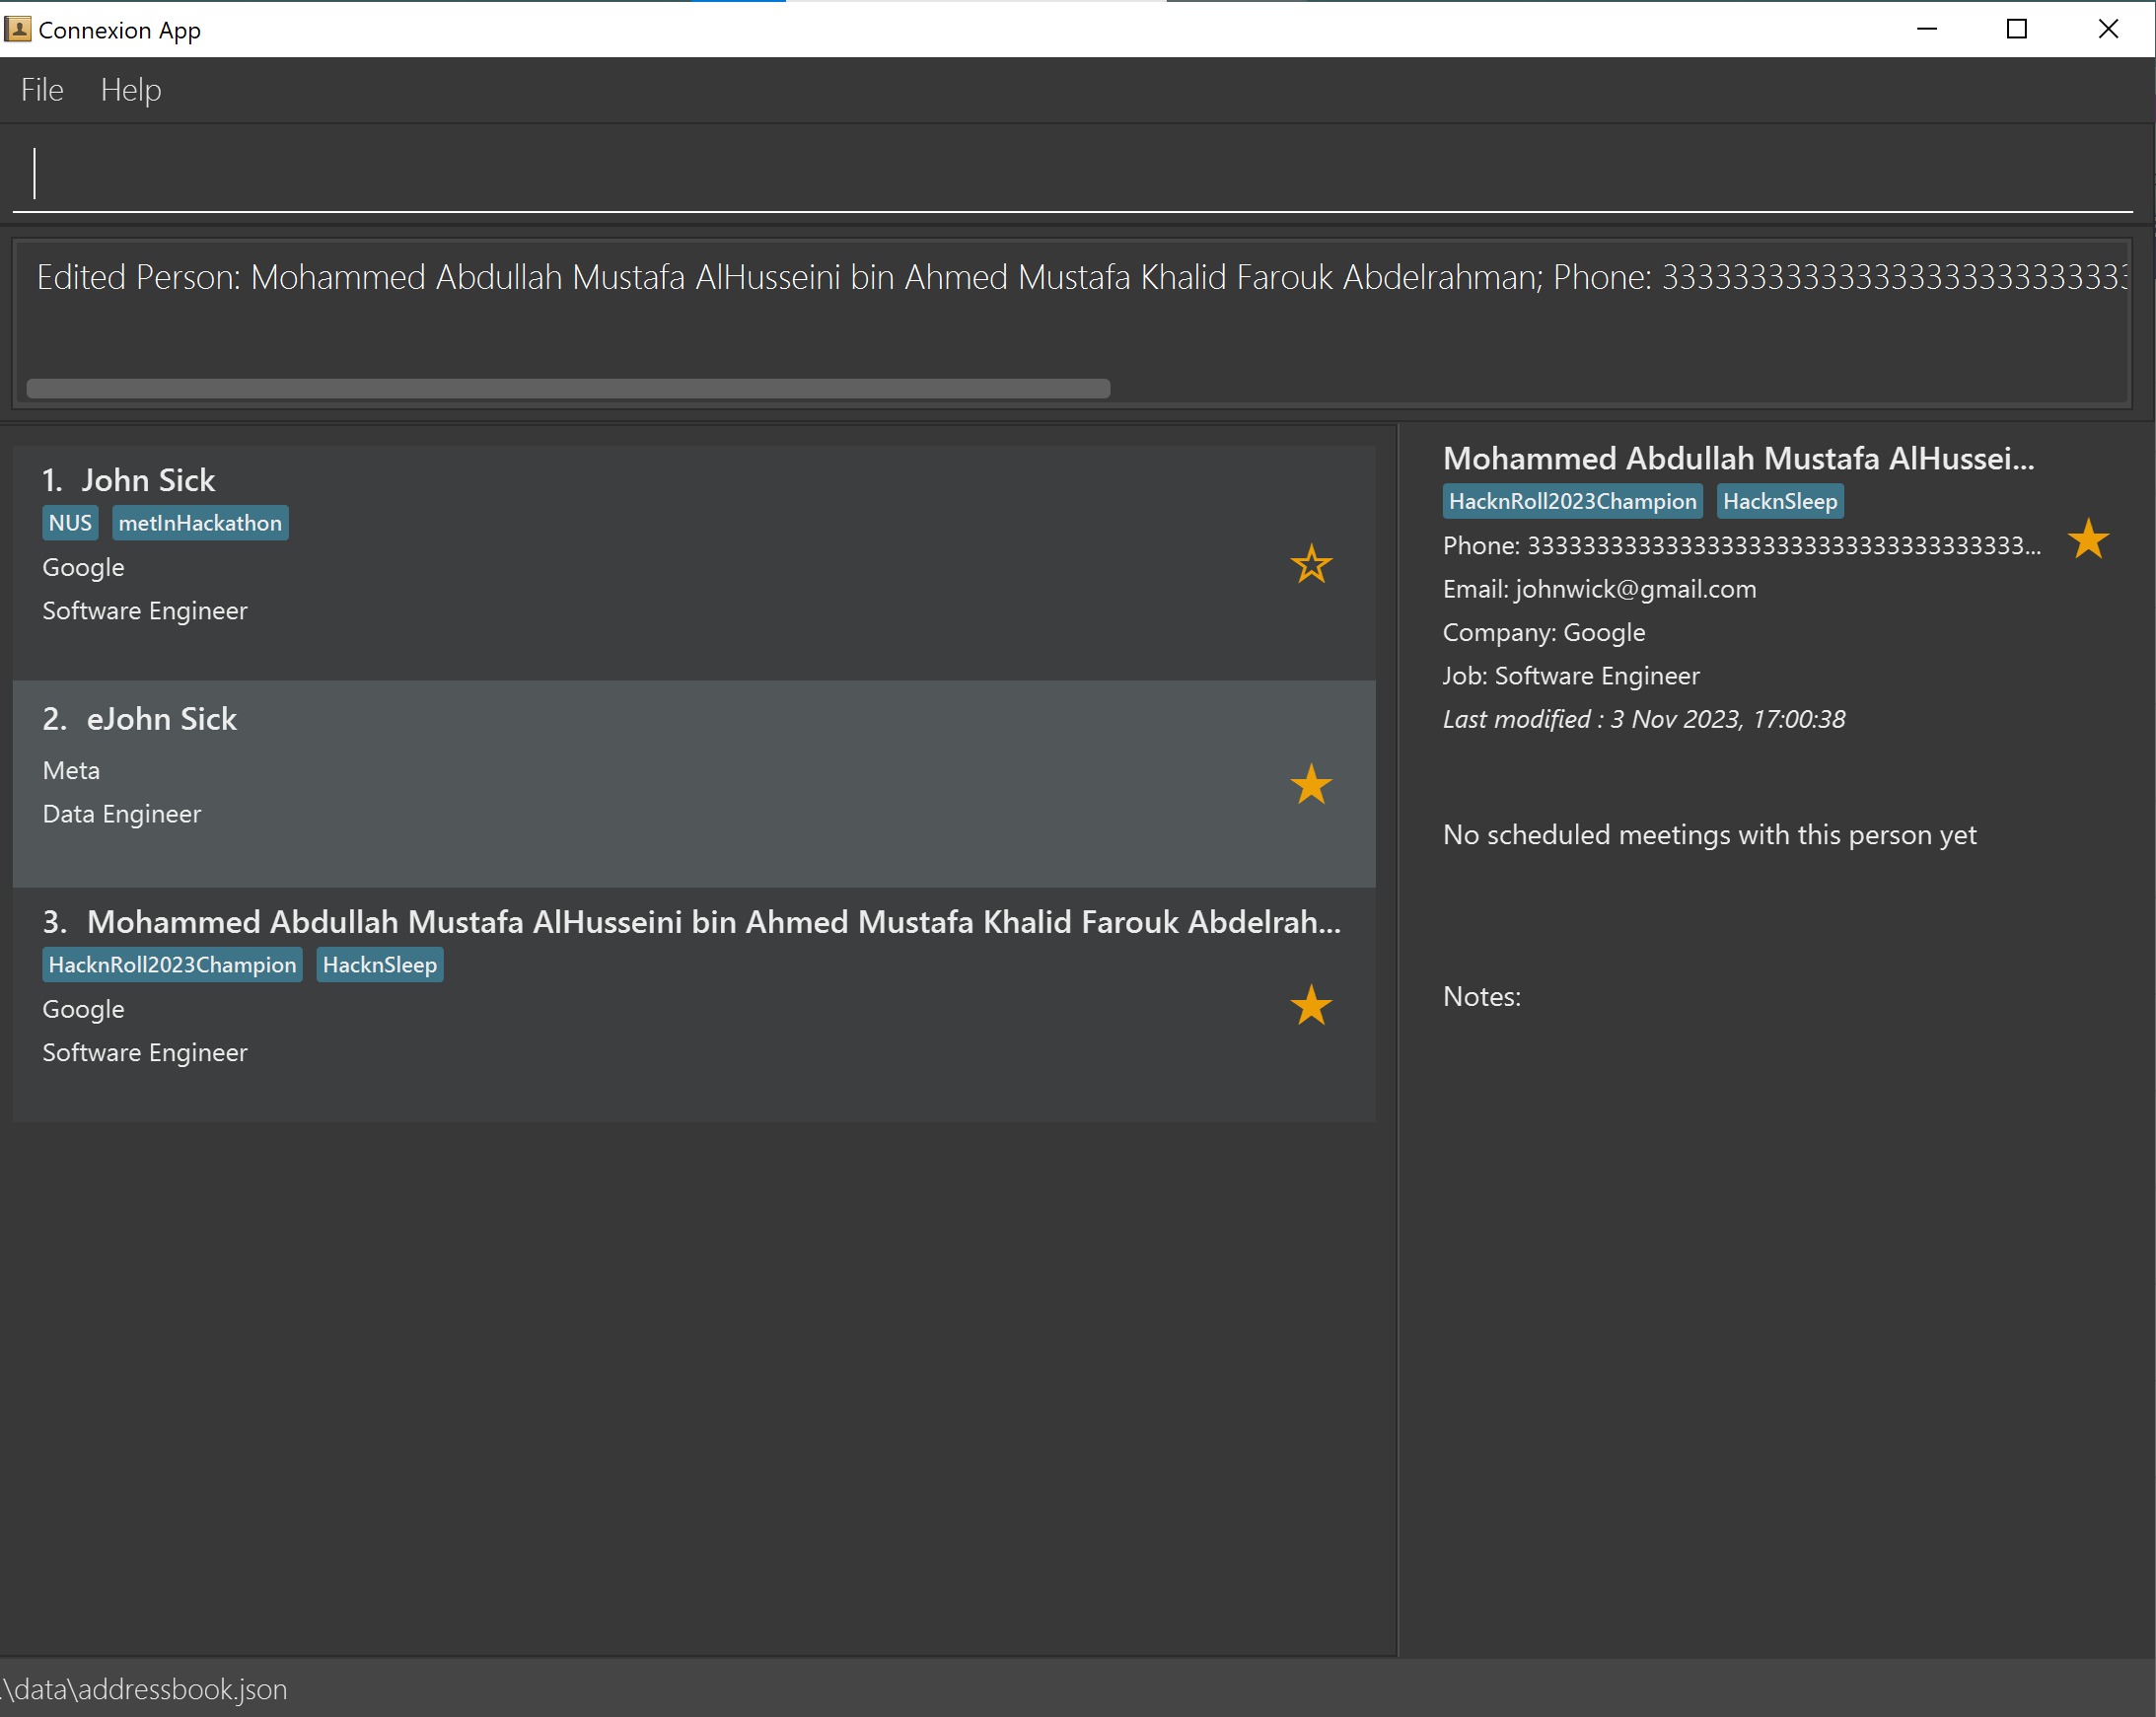 Connexion App
File Help
Edited Person: Mohammed Abdullah Mustafa AlHusseini bin Ahmed Mustafa Khalid Farouk Abdelrahman; Phone:
1. John Sick
NUS metInHackathon
Google
Software Engineer
2. eJohn Sick
Meta
Data Engineer
3. Mohammed Abdullah Mustafa AlHusseini bin Ahmed Mustafa Khalid Farouk Abdelrah...
HacknRoll2023Champion HacknSleep
Google
Software Engineer
Mohammed Abdullah Mustafa AlHussei...
HacknRoll2023Champion HacknSleep
Phone:
Email: johnwick@gmail.com
Company: Google
Job: Software Engineer
Last modified : 3 Nov 2023, 17:00:38
No scheduled meetings with this person yet
Notes:
.\data\addressbook.json